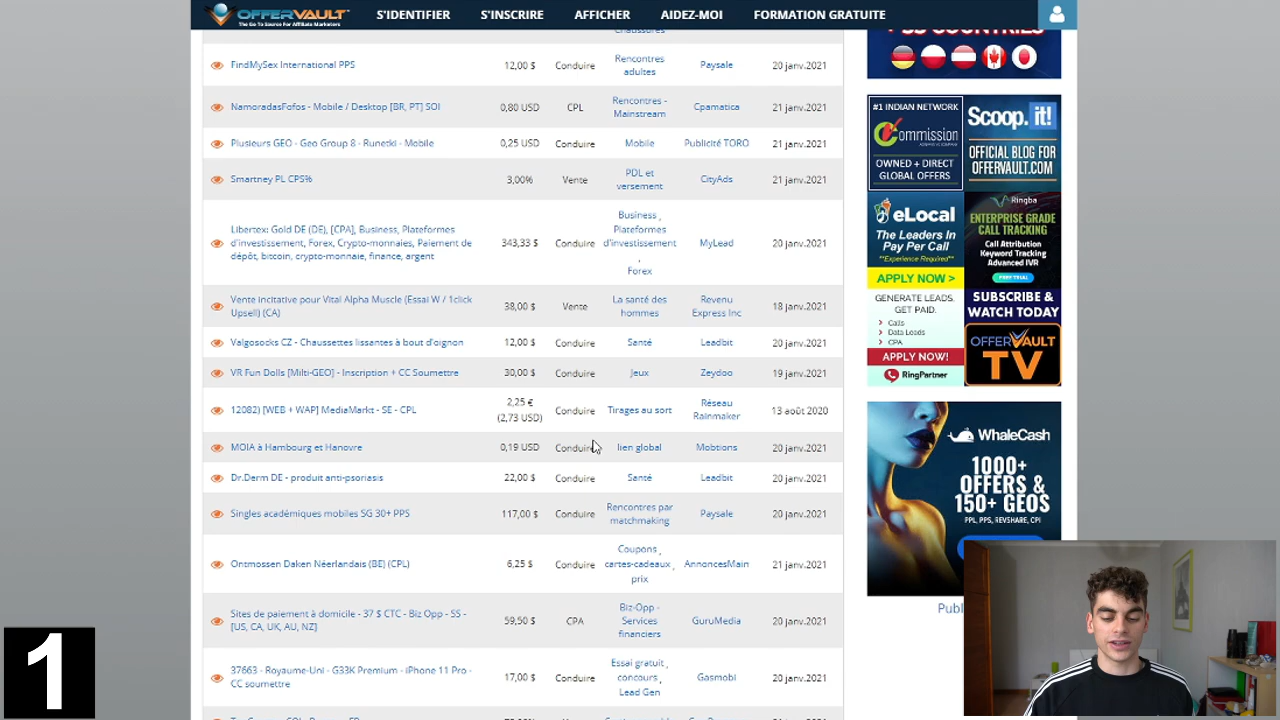 OFFERVAULT
The Go To Source For Affiliate Marketers
S'IDENTIFIER
S'INSCRIRE
AFFICHER
AIDEZ-MOI
FORMATION GRATUITE
Chaussures
FindMySex International PPS
12,00 $
Conduire
Rencontres
adultes
Paysale
20 janv.2021
NamoradasFofos - Mobile / Desktop [BR, PT] SOI
0,80 USD
CPL
Rencontres -
Mainstream
Cpamatica
21 janv.2021
Plusieurs GEO - Geo Group 8 - Runetki - Mobile
0,25 USD
Conduire
Mobile
Publicité TORO
21 janv.2021
Smartney PL CPS%
3,00%
Vente
PDL et
versement
CityAds
21 janv.2021
Libertex: Gold DE (DE), [CPA], Business, Plateformes
d'investissement, Forex, Crypto-monnaies, Paiement de
dépôt, bitcoin, crypto-monnaie, finance, argent
343,33 $
Conduire
Business ,
Plateformes
d'investissement
,
Forex
MyLead
20 janv.2021
Vente incitative pour Vital Alpha Muscle (Essai W / 1click
Upsell) (CA)
38,00 $
Vente
La santé des
hommes
Revenu
Express Inc
18 janv.2021
Valgosocks CZ - Chaussettes lissantes à bout d'oignon
12,00 $
Conduire
Santé
Leadbit
20 janv.2021
VR Fun Dolls [Milti-GEO] - Inscription + CC Soumettre
30,00 $
Conduire
Jeux
Zeydoo
19 janv.2021
12082) [WEB + WAP] MediaMarkt - SE - CPL
2,25 €
(2,73 USD)
Conduire
Tirages au sort
Réseau
Rainmaker
13 août 2020
MOIA à Hambourg et Hanovre
0,19 USD
Conduire
lien global
Mobtions
20 janv.2021
Dr.Derm DE - produit anti-psoriasis
22,00 $
Conduire
Santé
Leadbit
20 janv.2021
Singles académiques mobiles SG 30+ PPS
117,00 $
Conduire
Rencontres par
matchmaking
Paysale
20 janv.2021
Ontmossen Daken Néerlandais (BE) (CPL)
6,25 $
Conduire
Coupons ,
cartes-cadeaux ,
prix
AnnoncesMain
21 janv.2021
Sites de paiement à domicile - 37 $ CTC - Biz Opp - SS -
[US, CA, UK, AU, NZ]
59,50 $
CPA
Biz-Opp -
Services
financiers
GuruMedia
20 janv.2021
37663 - Royaume-Uni - G33K Premium - iPhone 11 Pro -
CC soumettre
17,00 $
Conduire
Essai gratuit ,
concours ,
Lead Gen
Gasmobi
20 janv.2021
#1 INDIAN NETWORK
Commission
OWNED + DIRECT
GLOBAL OFFERS
Scoop.it!
OFFICIAL BLOG FOR
OFFERVAULT.COM
eLocal
The Leaders In
Pay Per Call
*Experience Required*
APPLY NOW >
Ringba
ENTERPRISE GRADE
CALL TRACKING
Call Attribution
Keyword Tracking
Advanced IVR
FREE TRIAL
GENERATE LEADS.
GET PAID.
Calls
Data Leads
CPA
APPLY NOW!
RingPartner
SUBSCRIBE &
WATCH TODAY
OFFERVAULT
TV
WhaleCash
1000+
OFFERS &
150+ GEOS
PPL, PPS, REVSHARE, CPI
Publ
1